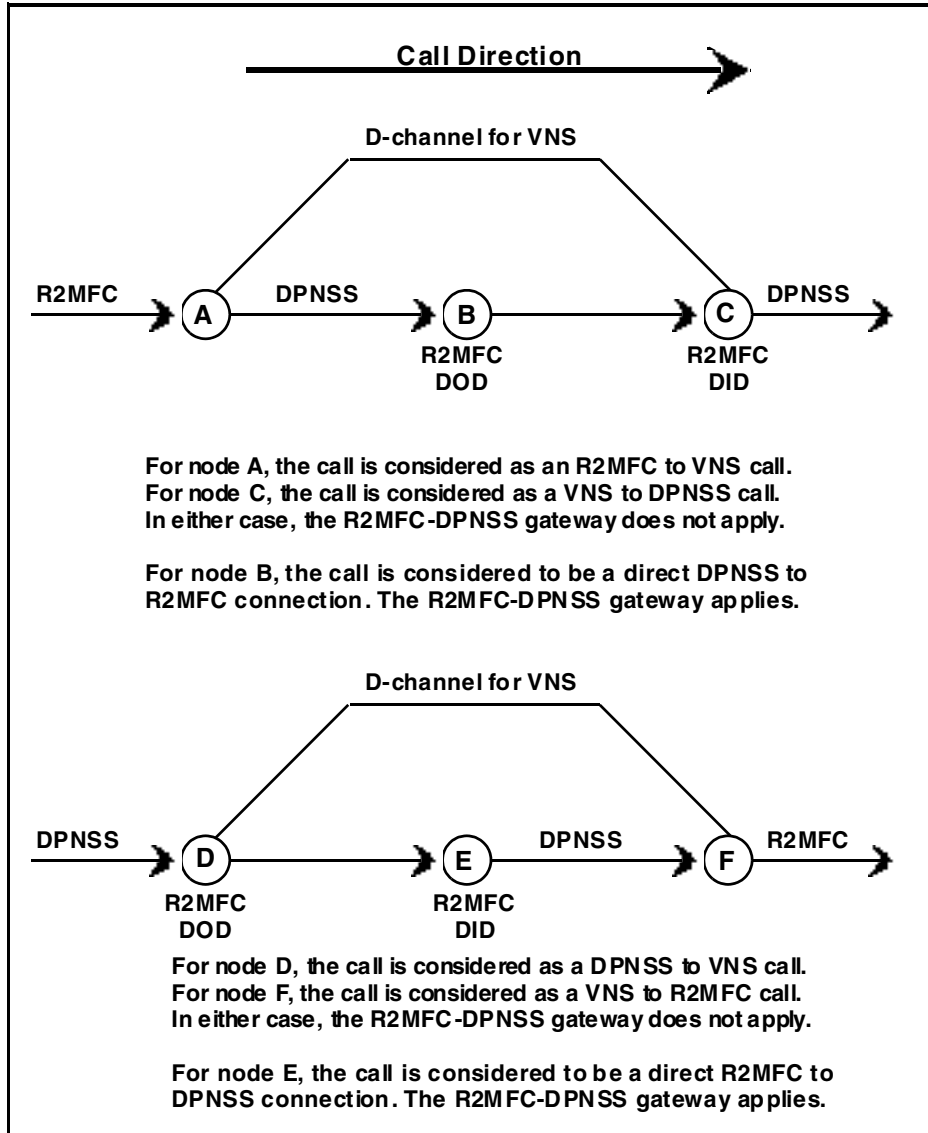 Call Direction
D-channel for VNS
R2MFC
A
DPNSS
B
C
DPNSS
R2MFC
DOD
R2MFC
DID
For node A, the call is considered as an R2MFC to VNS call.
For node C, the call is considered as a VNS to DPNSS call.
In either case, the R2MFC-DPNSS gateway does not apply.
For node B, the call is considered to be a direct DPNSS to
R2MFC connection. The R2MFC-DPNSS gateway applies.
D-channel for VNS
DPNSS
D
E
DPNSS
F
R2MFC
R2MFC
DOD
R2MFC
DID
For node D, the call is considered as a DPNSS to VNS call.
For node F, the call is considered as a VNS to R2MFC call.
In either case, the R2MFC-DPNSS gateway does not apply.
For node E, the call is considered to be a direct R2MFC to
DPNSS connection. The R2MFC-DPNSS gateway applies.